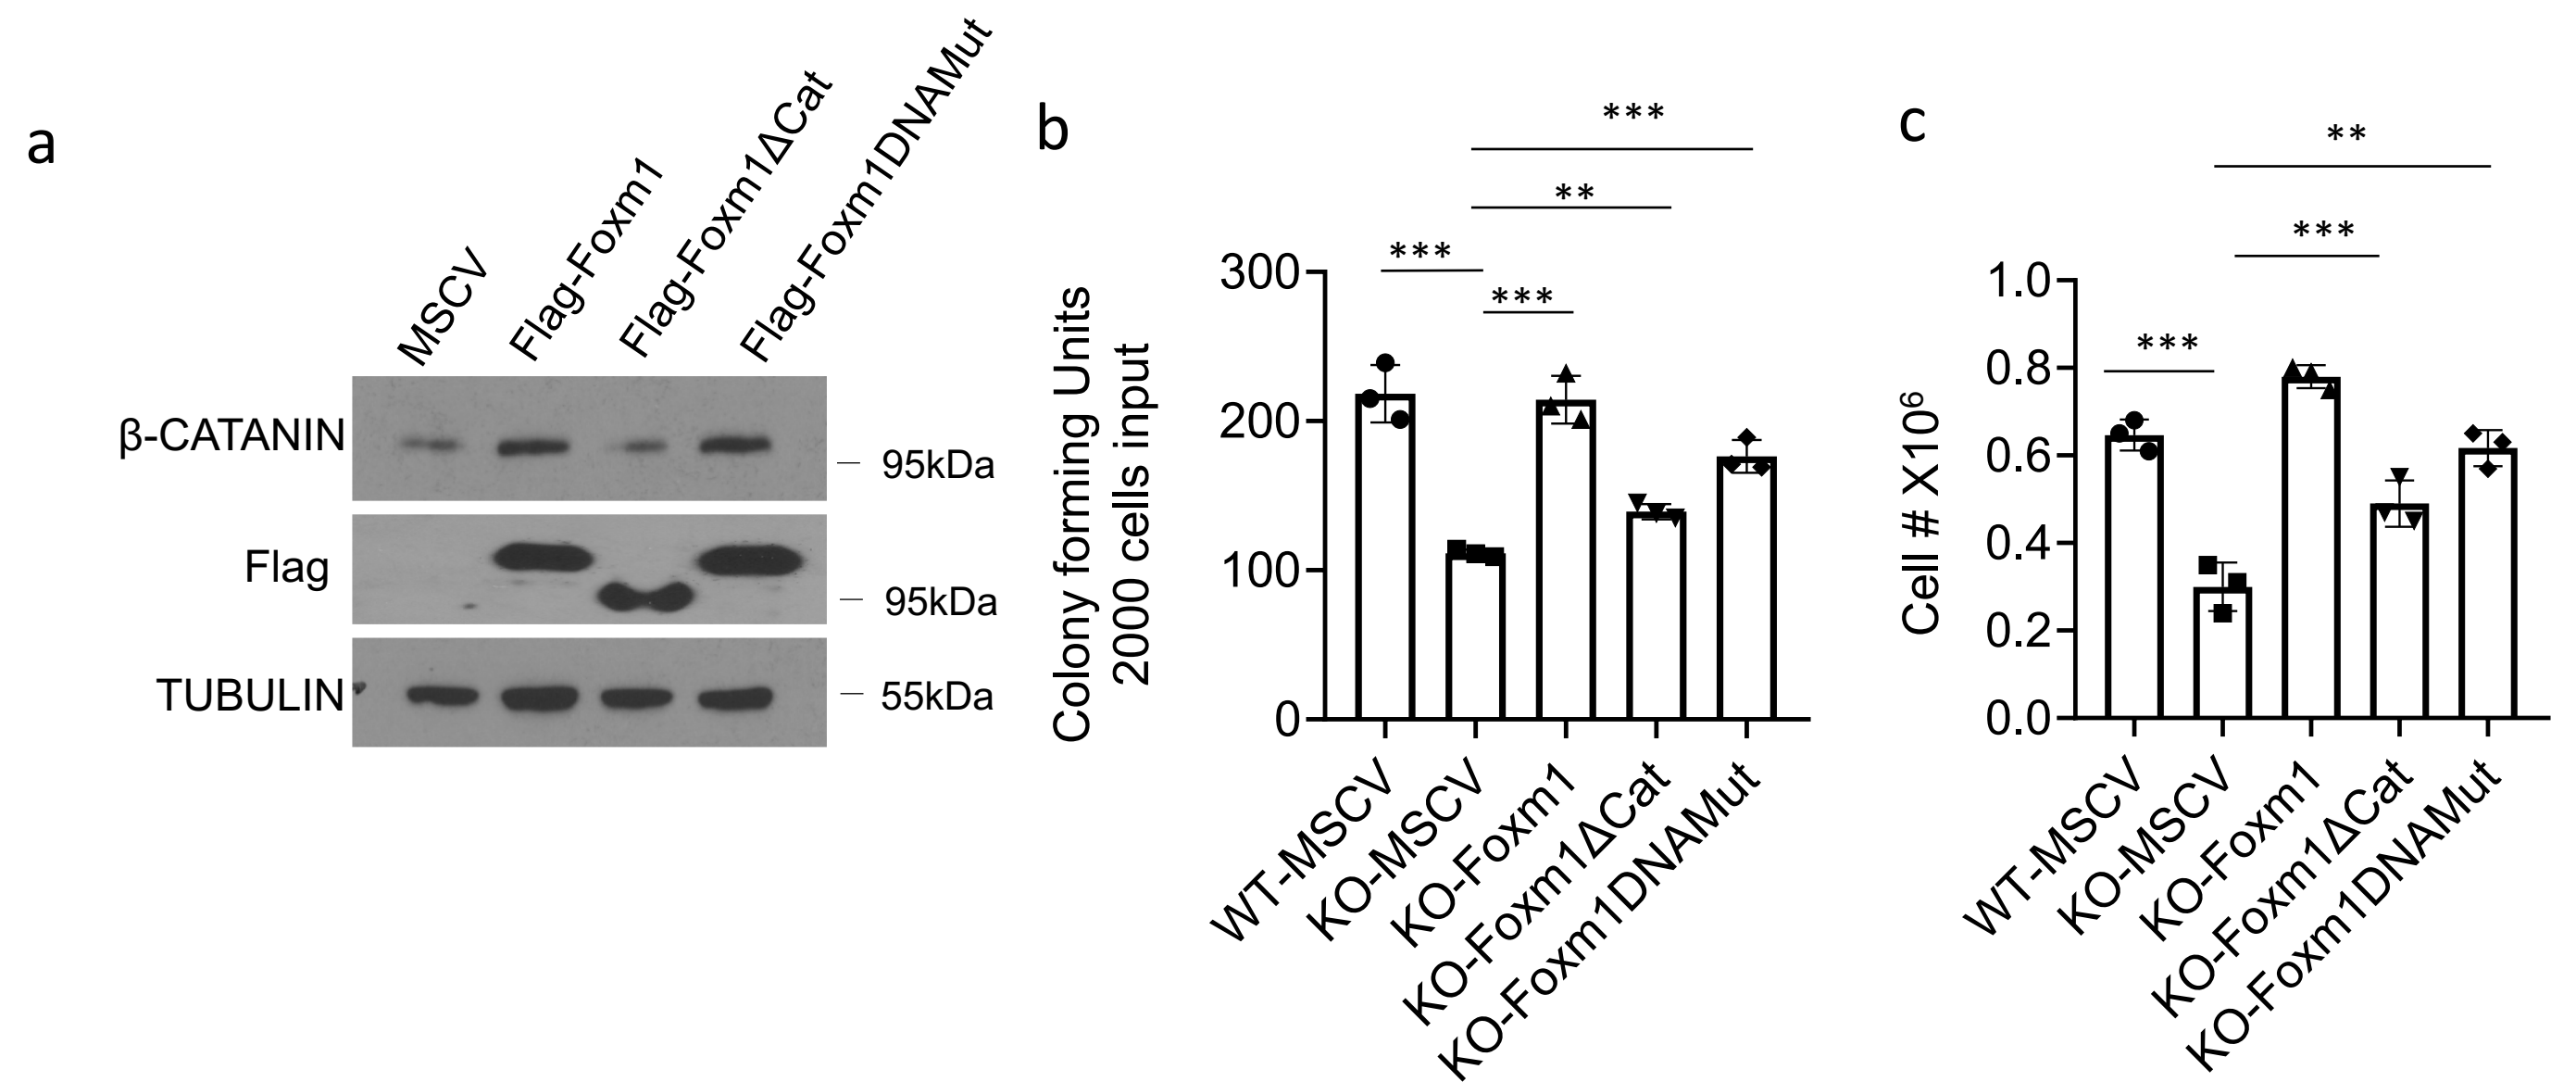 a
MSCV
Flag-Foxm1
Flag-Foxm1ΔCat
Flag-Foxm1DNAMut
β-CATANIN
95kDa
Flag
95kDa
TUBULIN
55kDa
b
***
**
***
***
Colony forming Units
2000 cells input
300
200
100
0
WT-MSCV
KO-MSCV
KO-Foxm1
KO-Foxm1ΔCat
KO-Foxm1DNAMut
c
**
***
***
Cell # X10⁶
1.0
0.8
0.6
0.4
0.2
0.0
WT-MSCV
KO-MSCV
KO-Foxm1
KO-Foxm1ΔCat
KO-Foxm1DNAMut